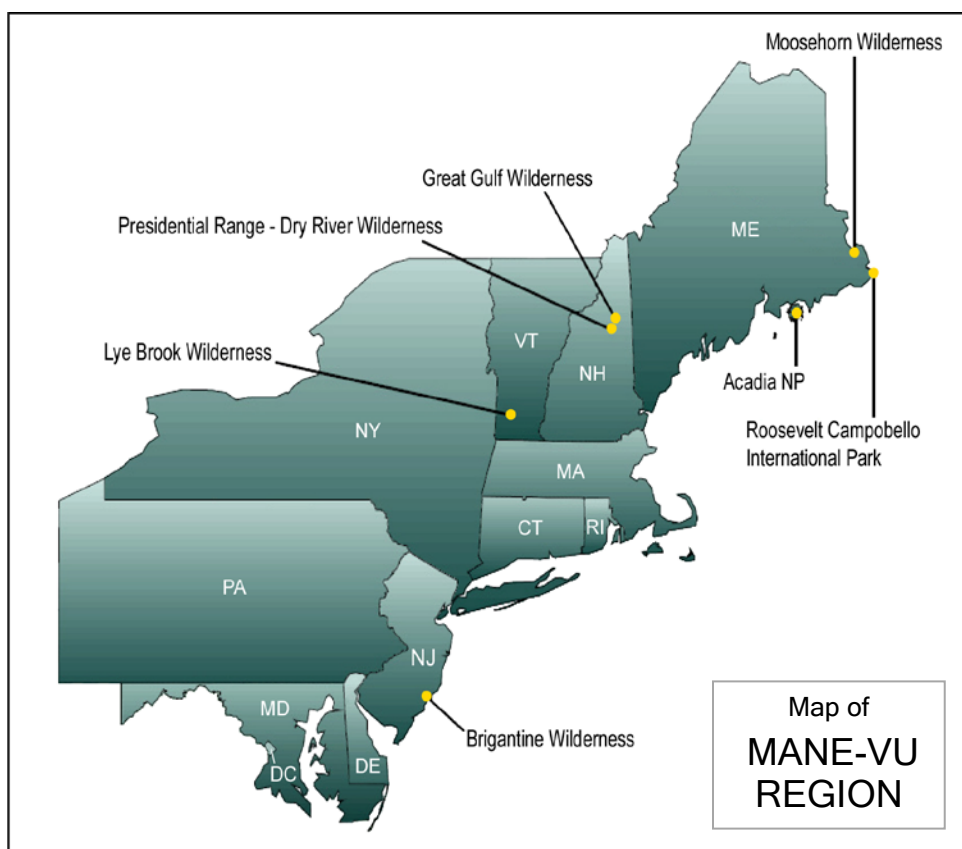 Moosehorn Wilderness
Great Gulf Wilderness
Presidential Range - Dry River Wilderness
ME
Lye Brook Wilderness
VT
NH
Acadia NP
NY
Roosevelt Campobello
International Park
MA
CT
RI
PA
NJ
MD
Brigantine Wilderness
DC
DE
Map of
MANE-VU
REGION